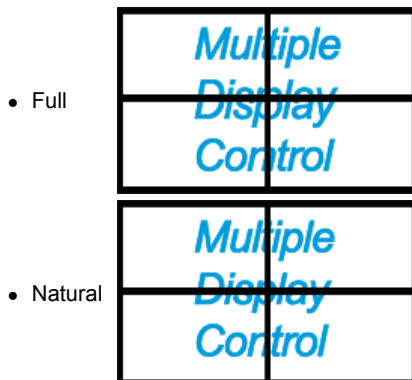 Multiple
Display
Control
• Full
Multiple
Display
Control
• Natural